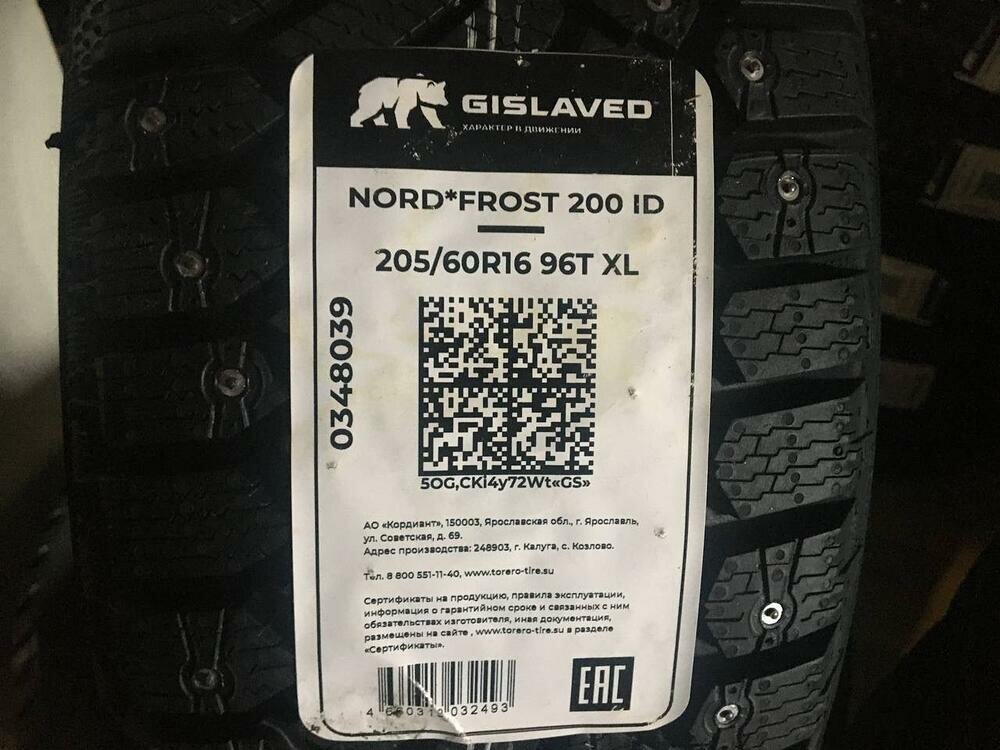 GISLAVED
ХАРАКТЕР В ДВИЖЕНИИ
NORD*FROST 200 ID
205/60R16 96T XL
0348039
5OG,CKi4y72Wt«GS»
АО «Кордиант», 150003, Ярославская обл., г. Ярославль,
ул. Советская, д. 69.
Адрес производства: 248903, г. Калуга, с. Козлово.
Тел. 8 800 551-11-40, www.torero-tire.su
Сертификаты на продукцию, правила эксплуатации,
информация о гарантийном сроке и связанных с ним
обязательствах изготовителя, иная документация,
размещены на сайте , www.torero-tire.su в разделе
«Сертификаты».
EAC
032493